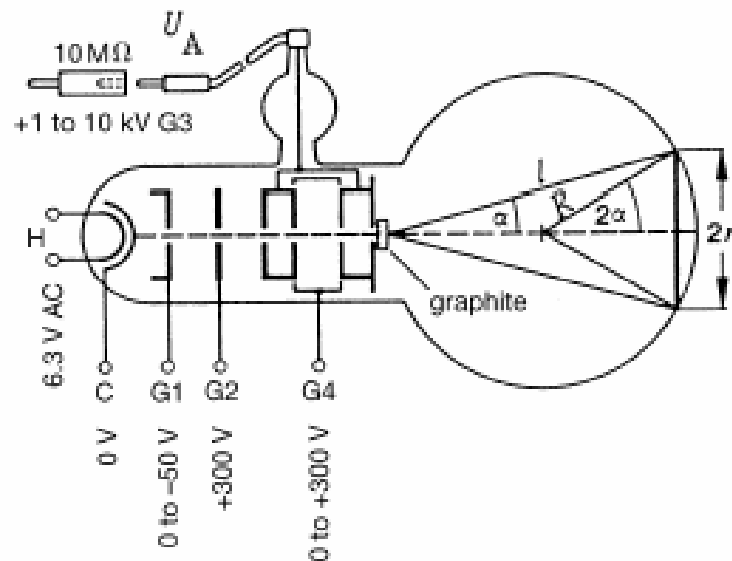 U_A
10 MΩ
+1 to 10 kV G3
H
6.3 V AC
C
G1
G2
G4
0 V
0 to –50 V
+300 V
0 to +300 V
graphite
l
α
R
2α
2r